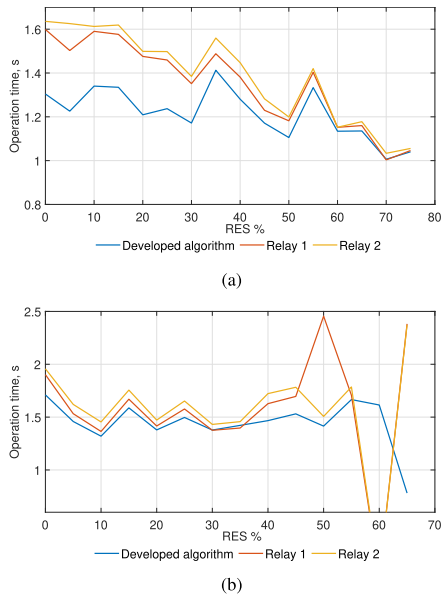 1.6
1.4
1.2
1
0.8
Operation time, s
0 10 20 30 40 50 60 70 80
RES %
Developed algorithm Relay 1 Relay 2
(a)
2.5
2
1.5
1
Operation time, s
0 10 20 30 40 50 60 70
RES %
Developed algorithm Relay 1 Relay 2
(b)